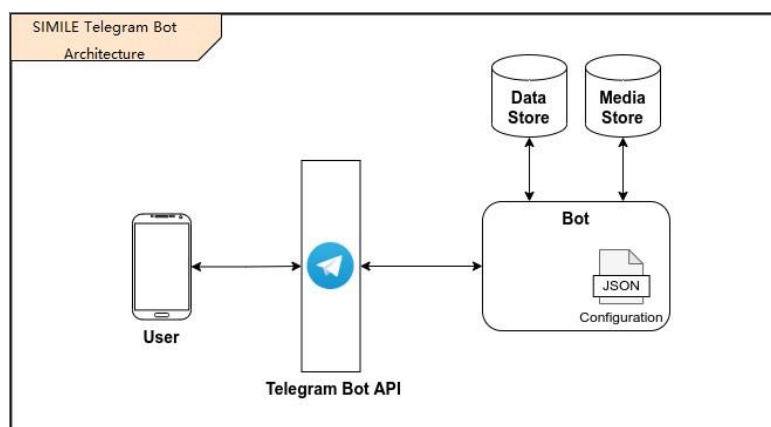 SIMILE Telegram Bot
Architecture
Data
Store
Media
Store
Bot
JSON
Configuration
User
Telegram Bot API